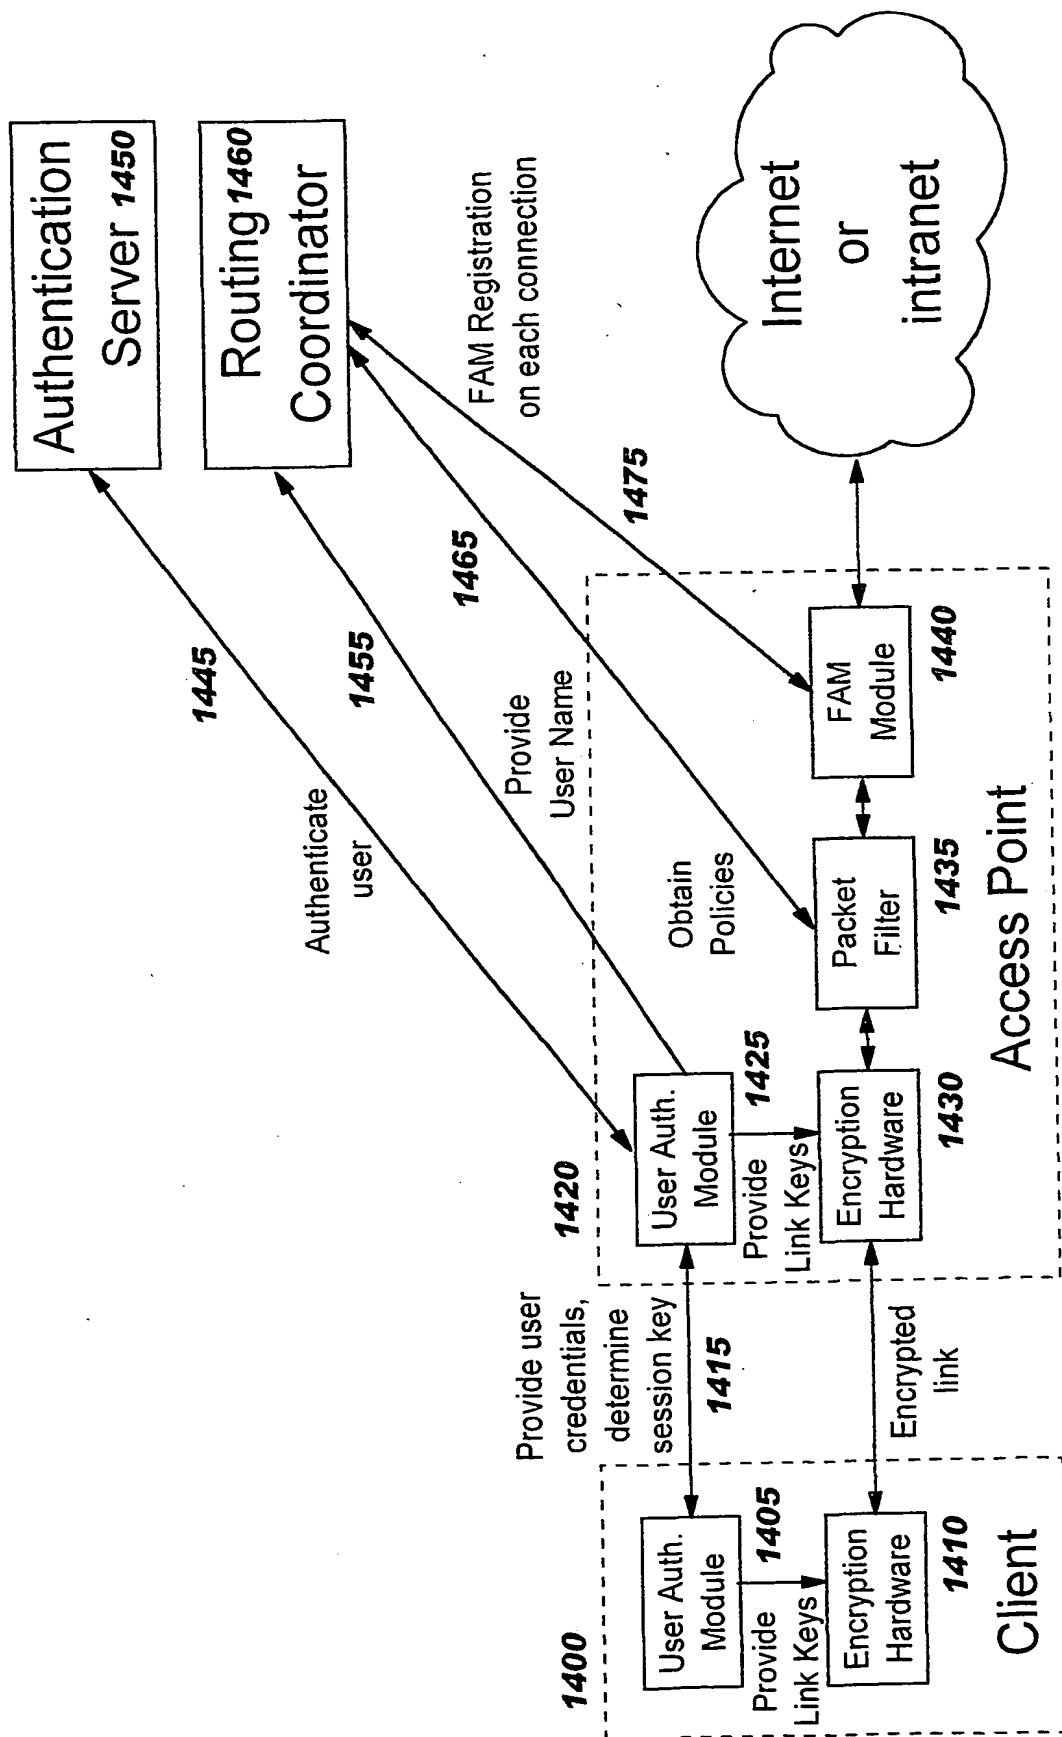 Authentication
Server 1450
Routing 1460
Coordinator
1445
Authenticate
user
1455
Provide
User Name
1465
1475
FAM Registration
on each connection
Internet
or
intranet
Provide user
credentials,
determine
session key
1415
1400
User Auth.
Module
1405
Provide
Link Keys
Encryption
Hardware
1410
Client
Encrypted
link
1420
User Auth.
Module
1425
Provide
Link Keys
Encryption
Hardware
1430
Obtain
Policies
Packet
Filter
1435
FAM
Module
1440
Access Point